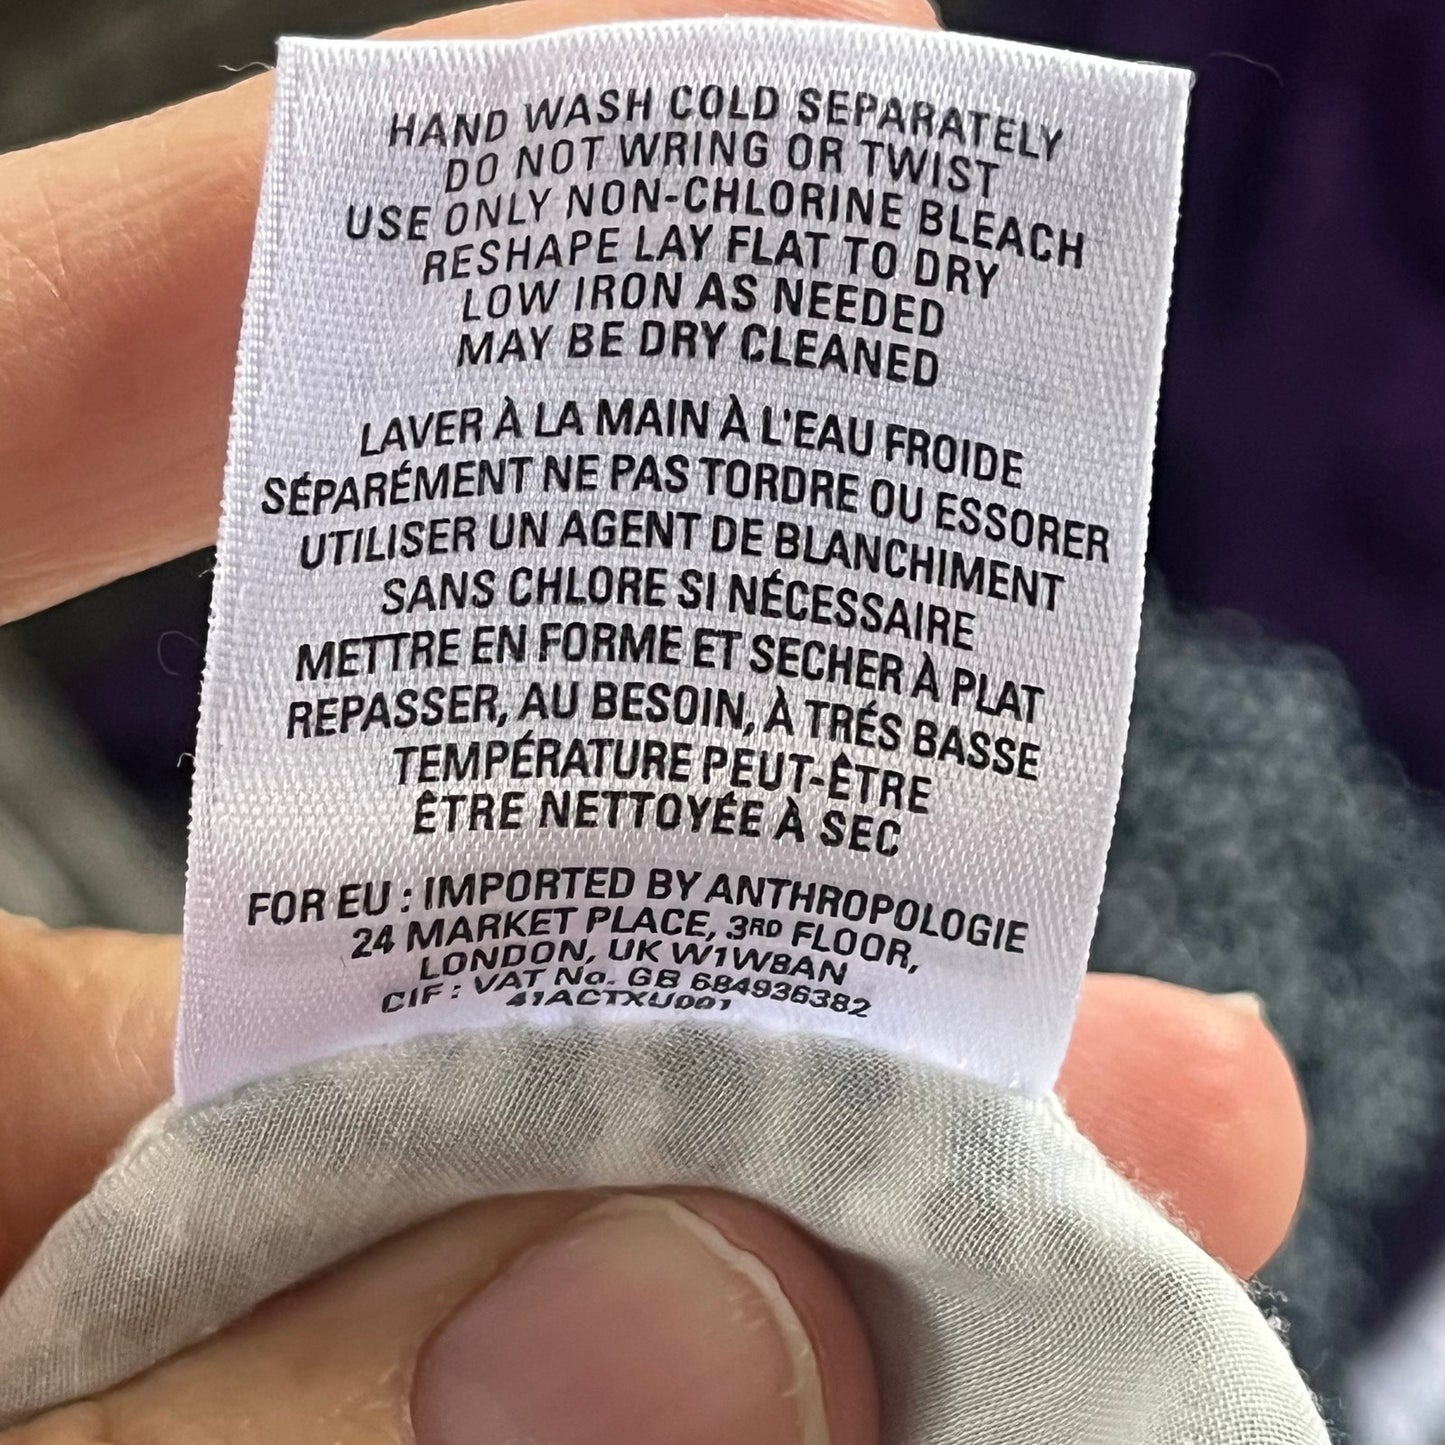 HAND WASH COLD SEPARATELY
DO NOT WRING OR TWIST
USE ONLY NON-CHLORINE BLEACH
RESHAPE LAY FLAT TO DRY
LOW IRON AS NEEDED
MAY BE DRY CLEANED
LAVER À LA MAIN À L'EAU FROIDE
SÉPARÉMENT NE PAS TORDRE OU ESSORER
UTILISER UN AGENT DE BLANCHIMENT
SANS CHLORE SI NÉCESSAIRE
METTRE EN FORME ET SECHER À PLAT
REPASSER, AU BESOIN, À TRÉS BASSE
TEMPÉRATURE PEUT-ÊTRE
ÊTRE NETTOYÉE À SEC
FOR EU : IMPORTED BY ANTHROPOLOGIE
24 MARKET PLACE, 3RD FLOOR,
LONDON, UK W1W8AN
CIF : VAT No. GB 684936382
41ACTXU001